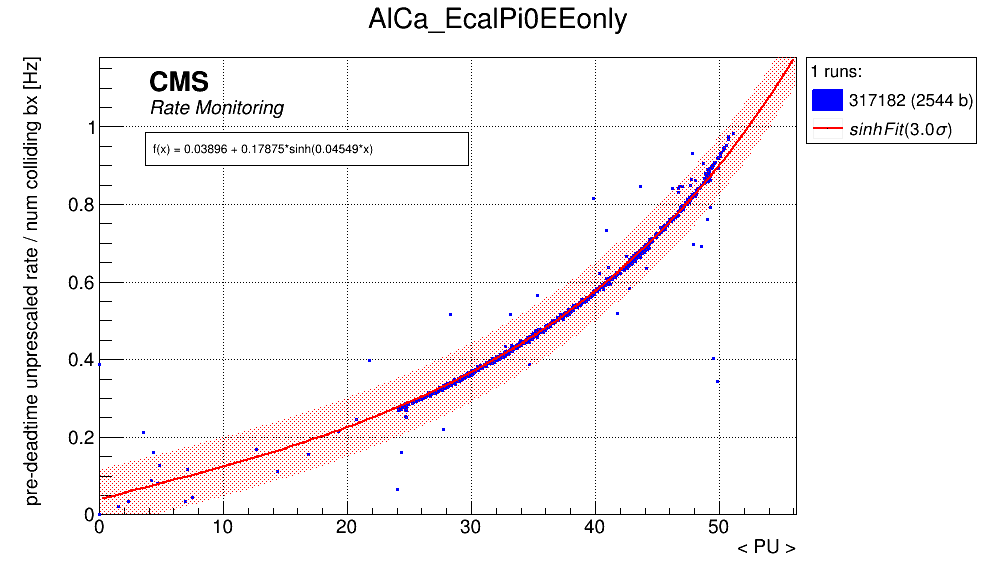 AlCa_EcalPi0EEonly
pre-deadtime unprescaled rate / num colliding bx [Hz]
CMS
Rate Monitoring
f(x) = 0.03896 + 0.17875*sinh(0.04549*x)
1 runs:
317182 (2544 b)
sinhFit(3.0σ)
1
0.8
0.6
0.4
0.2
0
0 10 20 30 40 50
< PU >